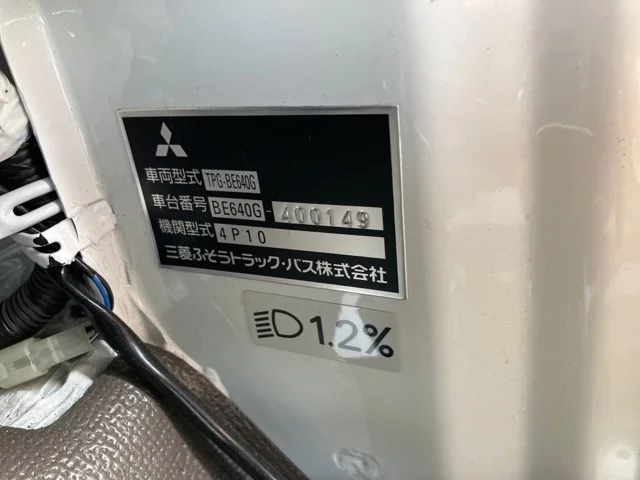 車両型式 TPG-BE640G
車台番号 BE640G-400149
機関型式 4P10
三菱ふそうトラック・バス株式会社
1.2%